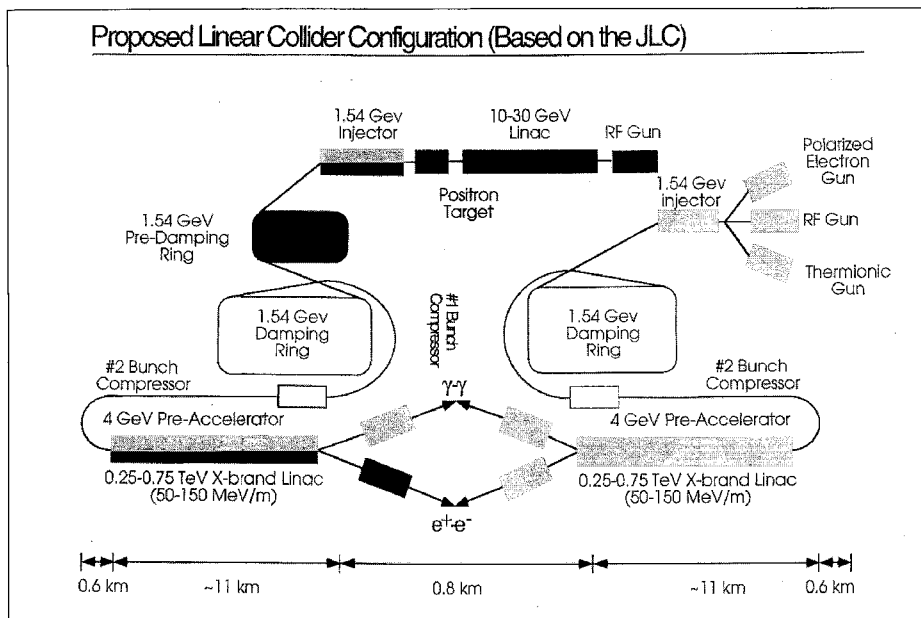 Proposed Linear Collider Configuration (Based on the JLC)
1.54 Gev
Injector
10-30 GeV
Linac
RF Gun
Polarized
Electron
Gun
Positron
Target
1.54 Gev
injector
RF Gun
Thermionic
Gun
1.54 GeV
Pre-Damping
Ring
1.54 Gev
Damping
Ring
#1 Bunch
Compressor
1.54 Gev
Damping
Ring
#2 Bunch
Compressor
#2 Bunch
Compressor
γ-γ
4 GeV Pre-Accelerator
4 GeV Pre-Accelerator
0.25-0.75 TeV X-brand Linac
(50-150 MeV/m)
0.25-0.75 TeV X-brand Linac
(50-150 MeV/m)
e⁺-e⁻
0.6 km
~11 km
0.8 km
~11 km
0.6 km